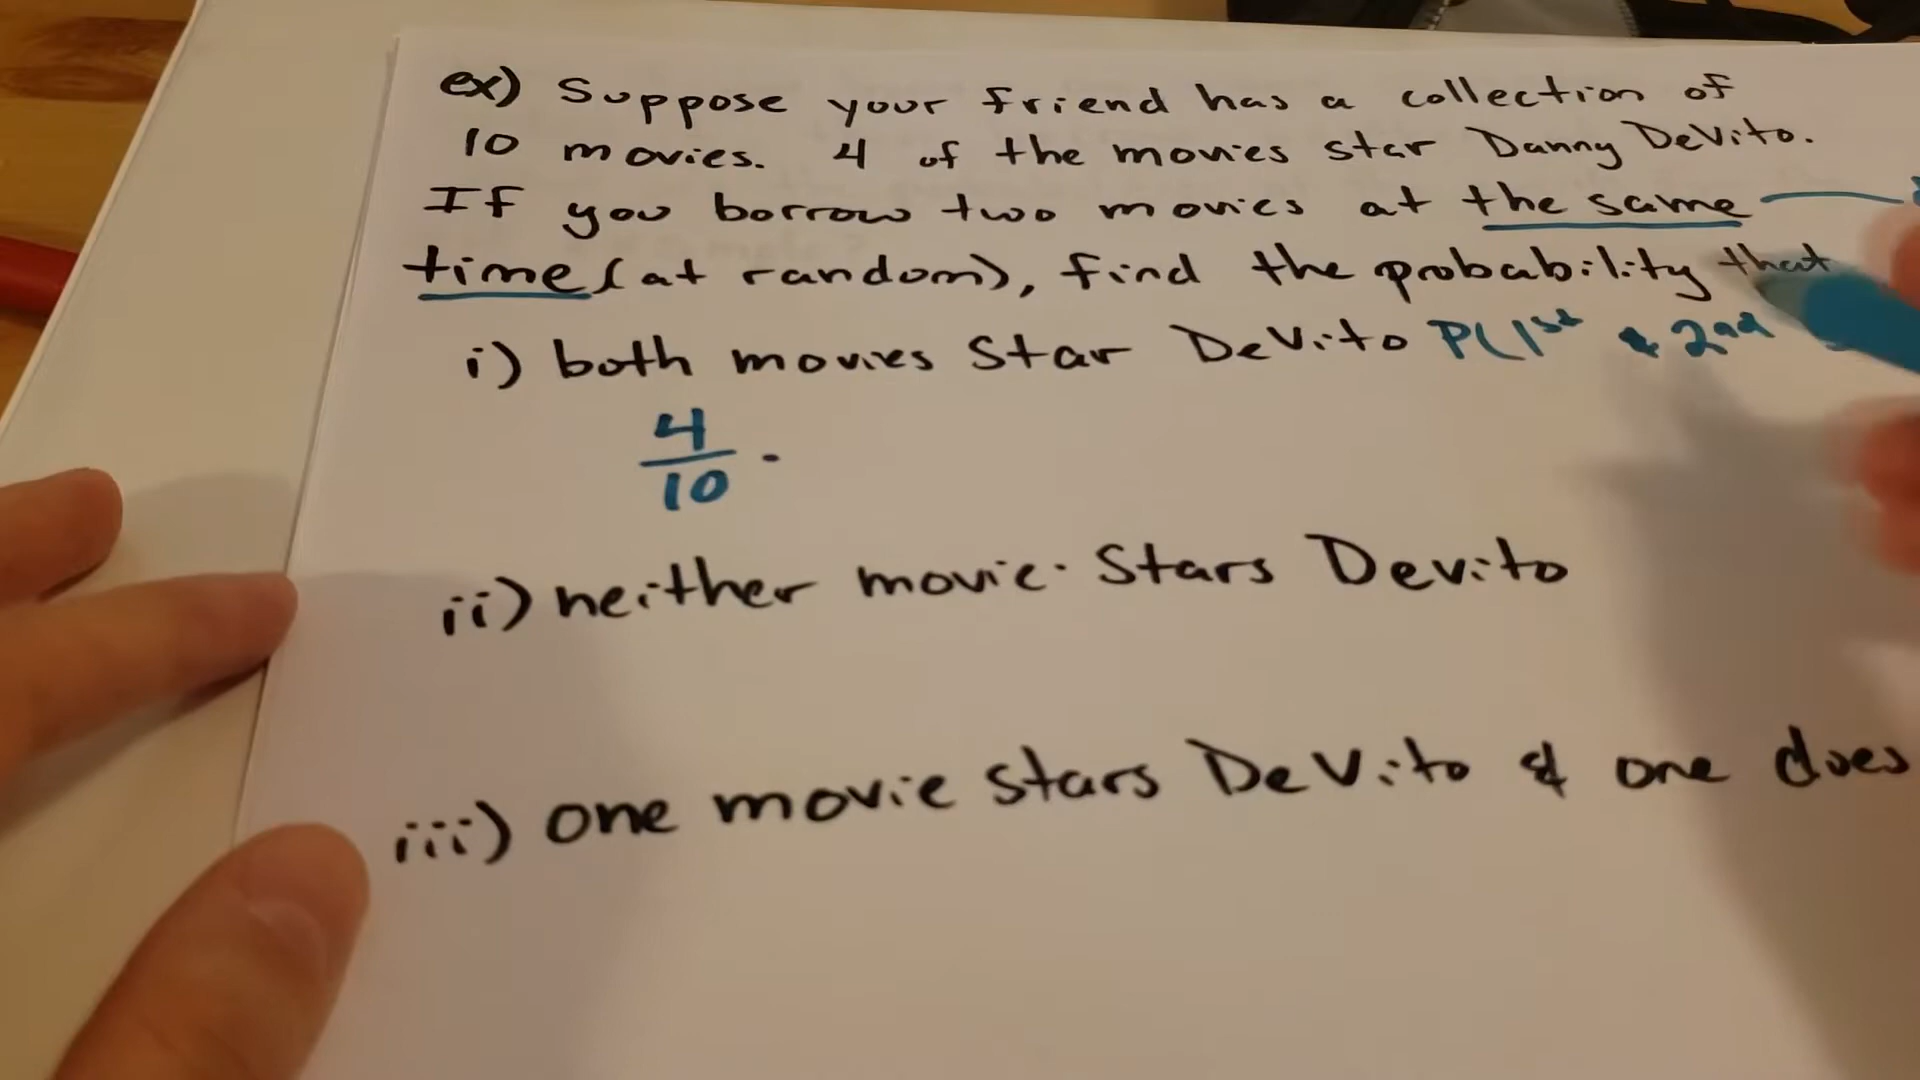 ex) Suppose your friend has a collection of
10 movies. 4 of the movies star Danny DeVito.
If you borrow two movies at the same
time (at random), find the probability that
i) both movies star DeVito P(1st & 2nd
4/10 ·
ii) neither movie stars Devito
iii) one movie stars DeVito & one does